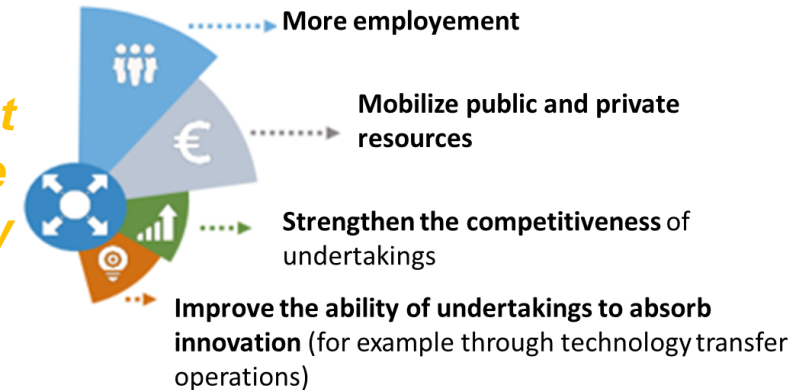 More employement
Mobilize public and private
resources
Strengthen the competitiveness of
undertakings
Improve the ability of undertakings to absorb
innovation (for example through technology transfer
operations)